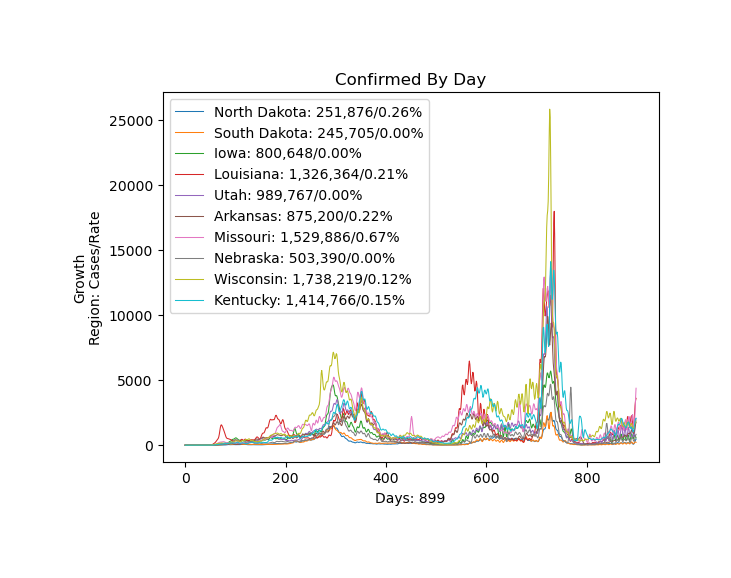 Confirmed By Day
North Dakota: 251,876/0.26%
South Dakota: 245,705/0.00%
Iowa: 800,648/0.00%
Louisiana: 1,326,364/0.21%
Utah: 989,767/0.00%
Arkansas: 875,200/0.22%
Missouri: 1,529,886/0.67%
Nebraska: 503,390/0.00%
Wisconsin: 1,738,219/0.12%
Kentucky: 1,414,766/0.15%
25000
20000
15000
10000
5000
0
Growth
Region: Cases/Rate
0 200 400 600 800
Days: 899